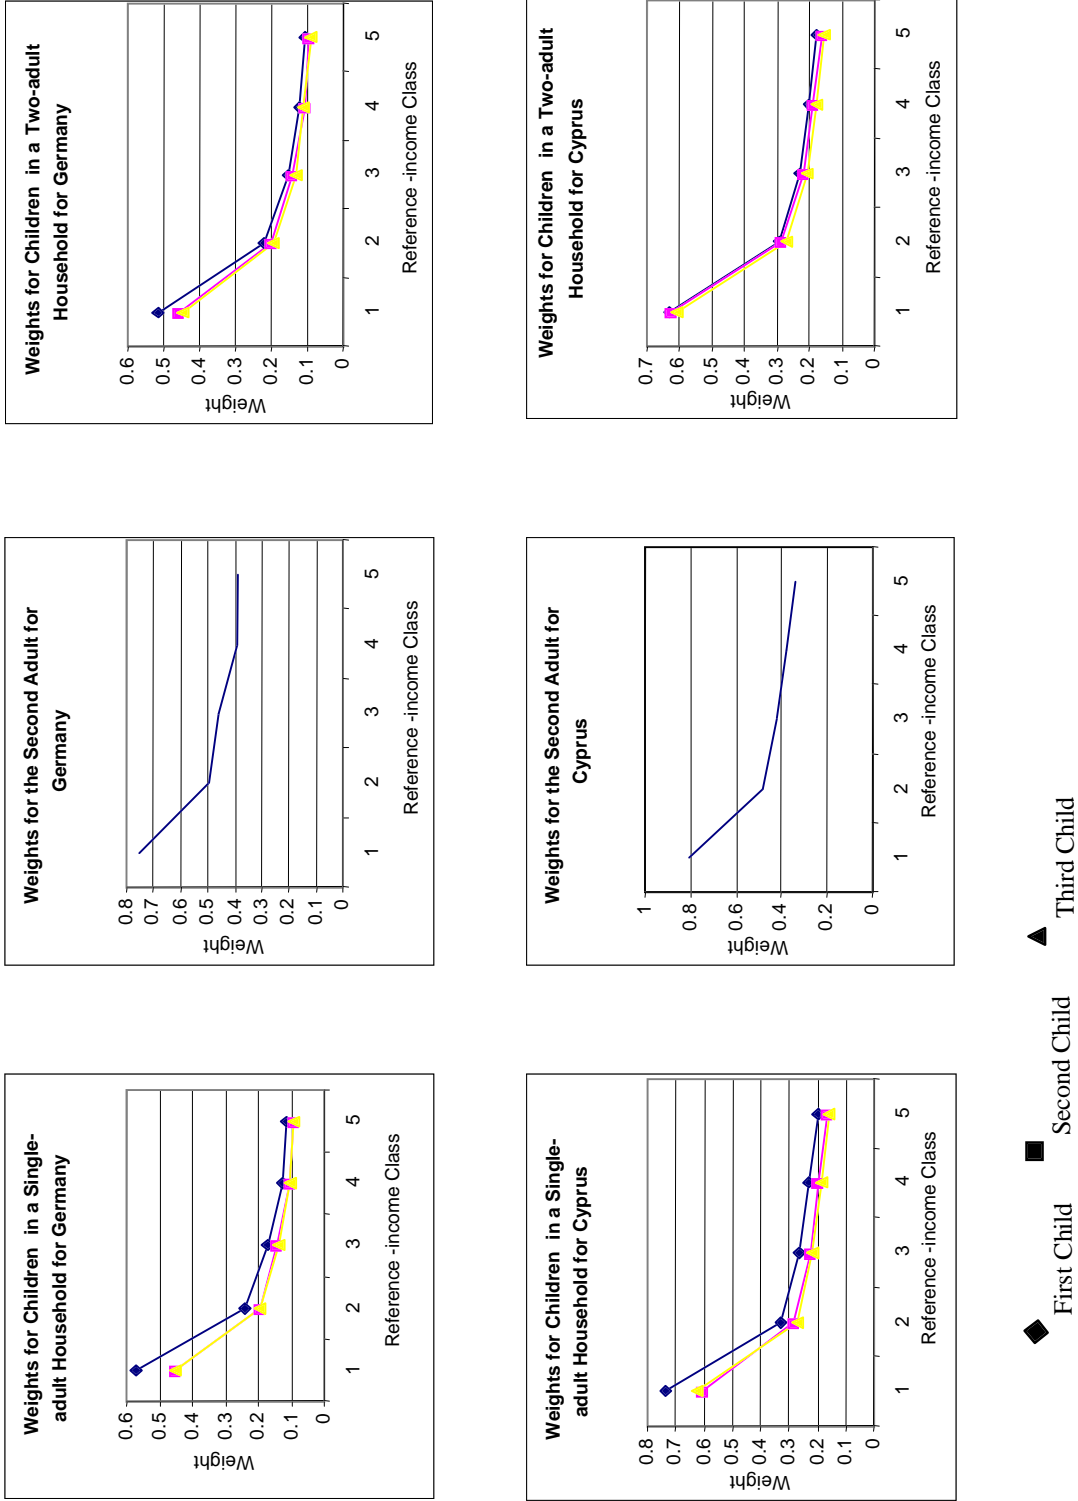 Weights for Children in a Single-
adult Household for Germany
0.6
0.5
0.4
0.3
0.2
0.1
0
Weight
1 2 3 4 5
Reference -income Class
Weights for the Second Adult for
Germany
0.8
0.7
0.6
0.5
0.4
0.3
0.2
0.1
0
Weight
1 2 3 4 5
Reference -income Class
Weights for Children in a Two-adult
Household for Germany
0.6
0.5
0.4
0.3
0.2
0.1
0
Weight
1 2 3 4 5
Reference -income Class
Weights for Children in a Single-
adult Household for Cyprus
0.8
0.7
0.6
0.5
0.4
0.3
0.2
0.1
0
Weight
1 2 3 4 5
Reference -income Class
Weights for the Second Adult for
Cyprus
1
0.8
0.6
0.4
0.2
0
Weight
1 2 3 4 5
Reference -income Class
Weights for Children in a Two-adult
Household for Cyprus
0.7
0.6
0.5
0.4
0.3
0.2
0.1
0
Weight
1 2 3 4 5
Reference -income Class
First Child Second Child Third Child